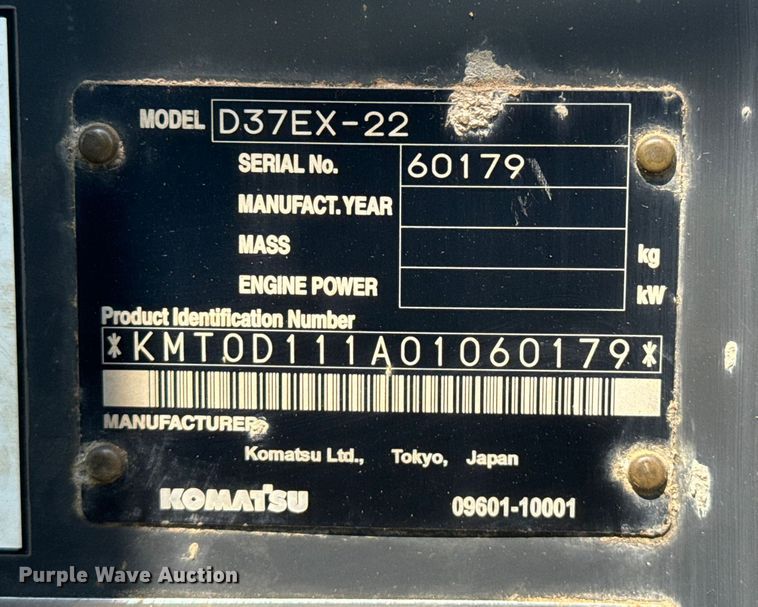 MODEL D37EX-22
SERIAL No. 60179
MANUFACT. YEAR
MASS kg
ENGINE POWER kW
Product Identification Number
*KMT0D111A01060179*
MANUFACTURER
Komatsu Ltd., Tokyo, Japan
KOMATSU 09601-10001
Purple Wave Auction